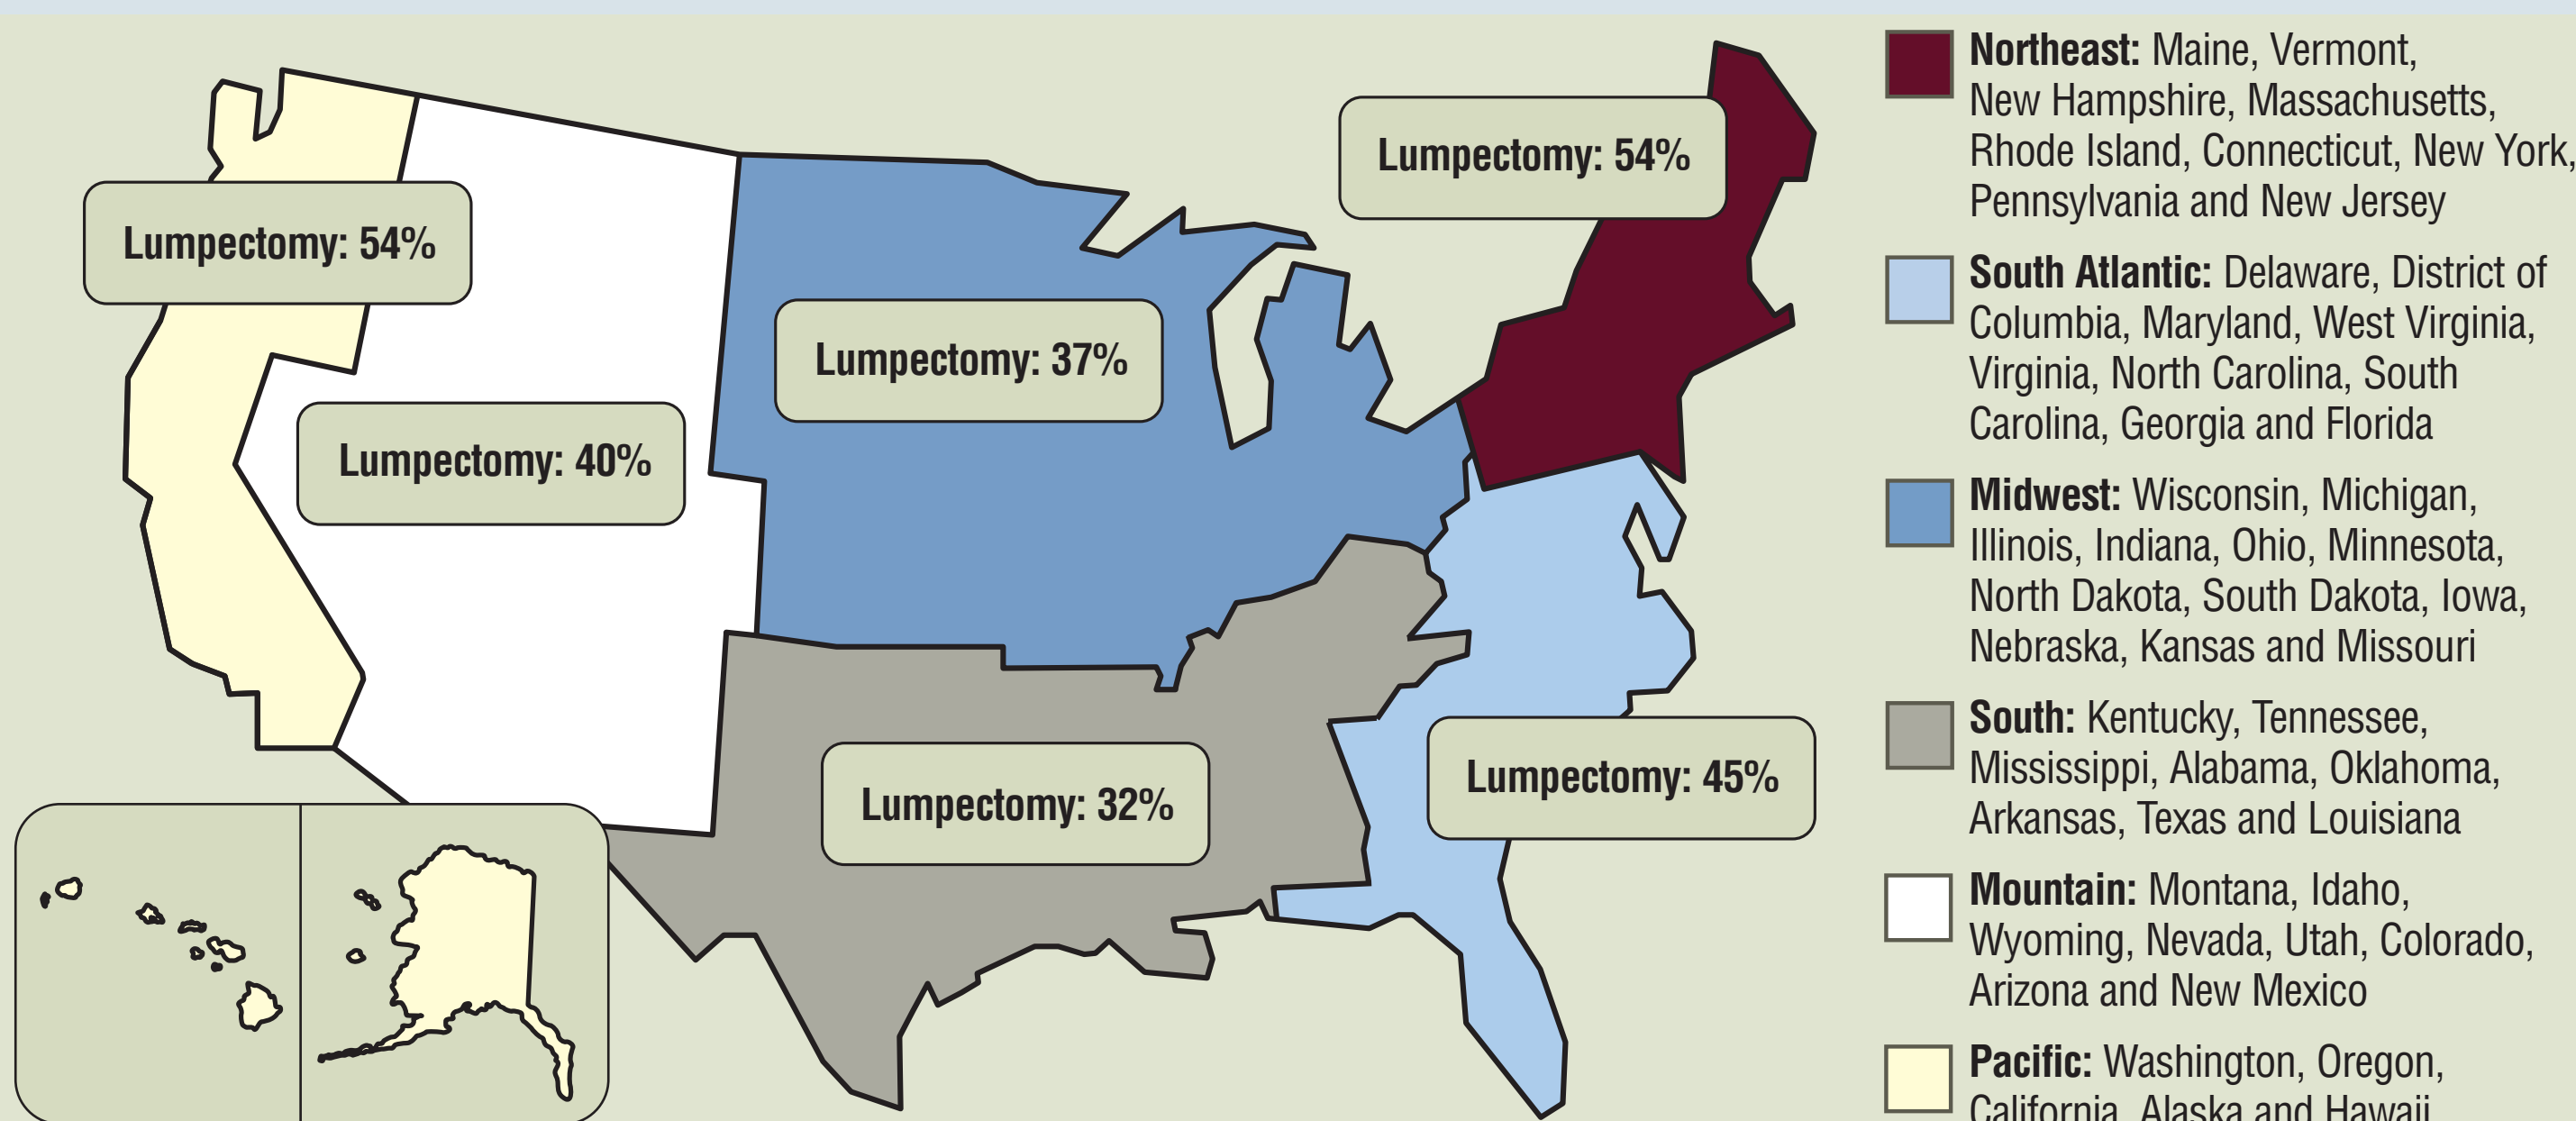 Lumpectomy: 54%
Lumpectomy: 54%
Lumpectomy: 37%
Lumpectomy: 40%
Lumpectomy: 45%
Lumpectomy: 32%
Northeast: Maine, Vermont,
New Hampshire, Massachusetts,
Rhode Island, Connecticut, New York,
Pennsylvania and New Jersey
South Atlantic: Delaware, District of
Columbia, Maryland, West Virginia,
Virginia, North Carolina, South
Carolina, Georgia and Florida
Midwest: Wisconsin, Michigan,
Illinois, Indiana, Ohio, Minnesota,
North Dakota, South Dakota, Iowa,
Nebraska, Kansas and Missouri
South: Kentucky, Tennessee,
Mississippi, Alabama, Oklahoma,
Arkansas, Texas and Louisiana
Mountain: Montana, Idaho,
Wyoming, Nevada, Utah, Colorado,
Arizona and New Mexico
Pacific: Washington, Oregon,
California, Alaska and Hawaii